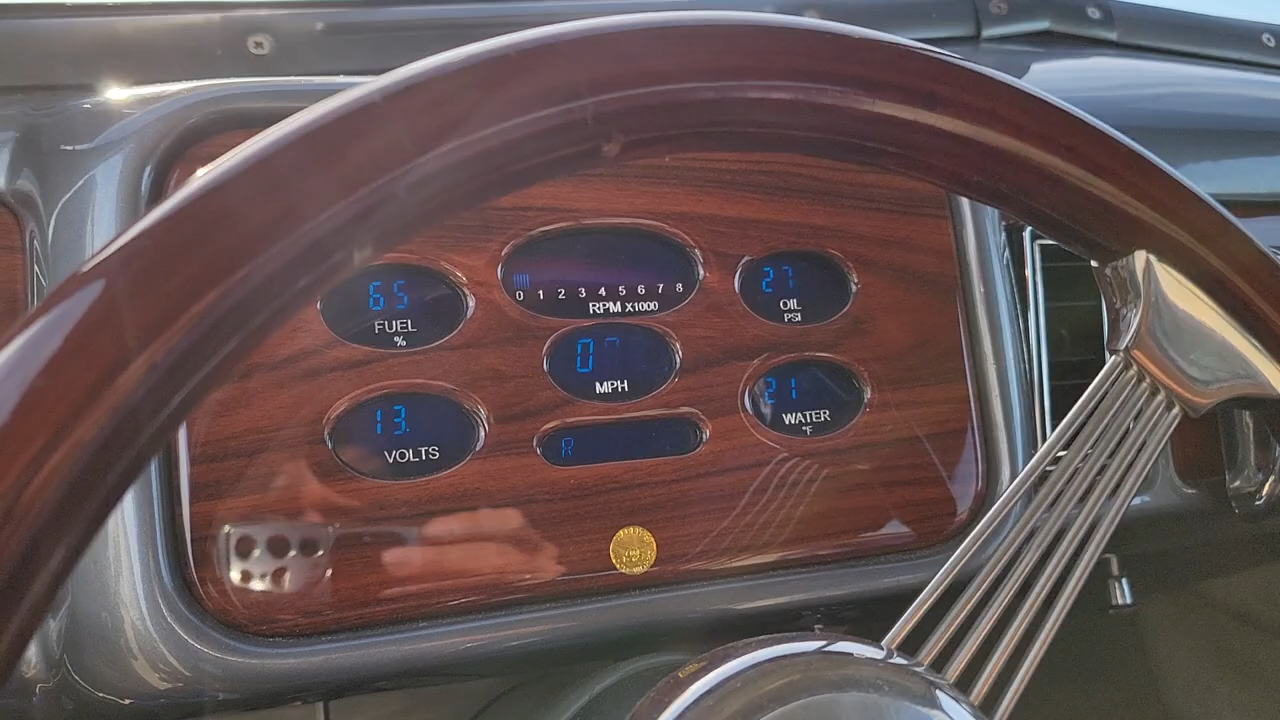 65
FUEL
%
0 1 2 3 4 5 6 7 8
RPM X1000
27
OIL
PSI
0
MPH
13.
VOLTS
21
WATER
°F
R